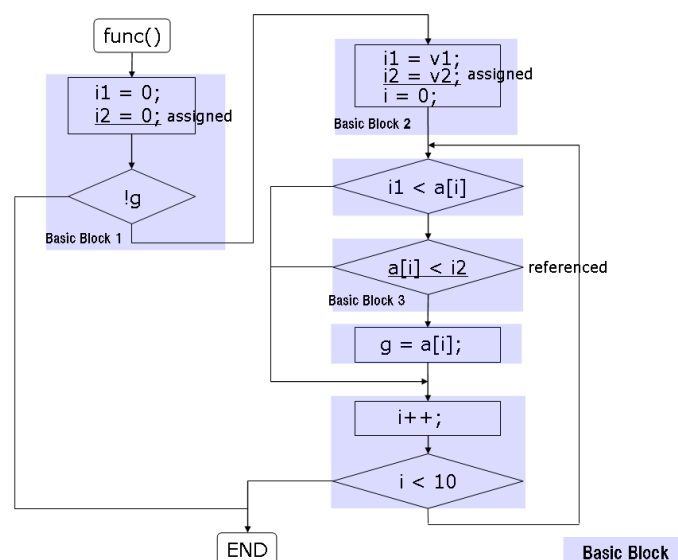 func()
i1 = 0;
i2 = 0; assigned
!g
Basic Block 1
i1 = v1;
i2 = v2; assigned
i = 0;
Basic Block 2
i1 < a[i]
a[i] < i2 referenced
Basic Block 3
g = a[i];
i++;
i < 10
END
Basic Block